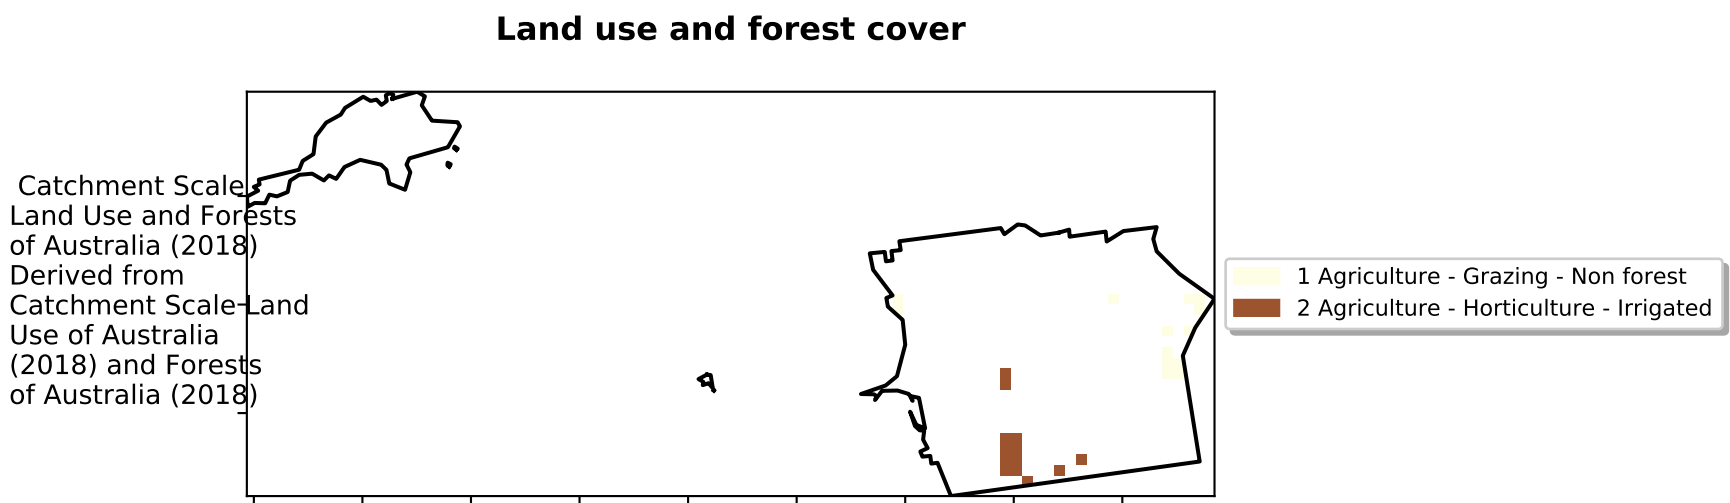 Land use and forest cover
Catchment Scale
Land Use and Forests
of Australia (2018)
Derived from
Catchment Scale Land
Use of Australia
(2018) and Forests
of Australia (2018)
1 Agriculture - Grazing - Non forest
2 Agriculture - Horticulture - Irrigated